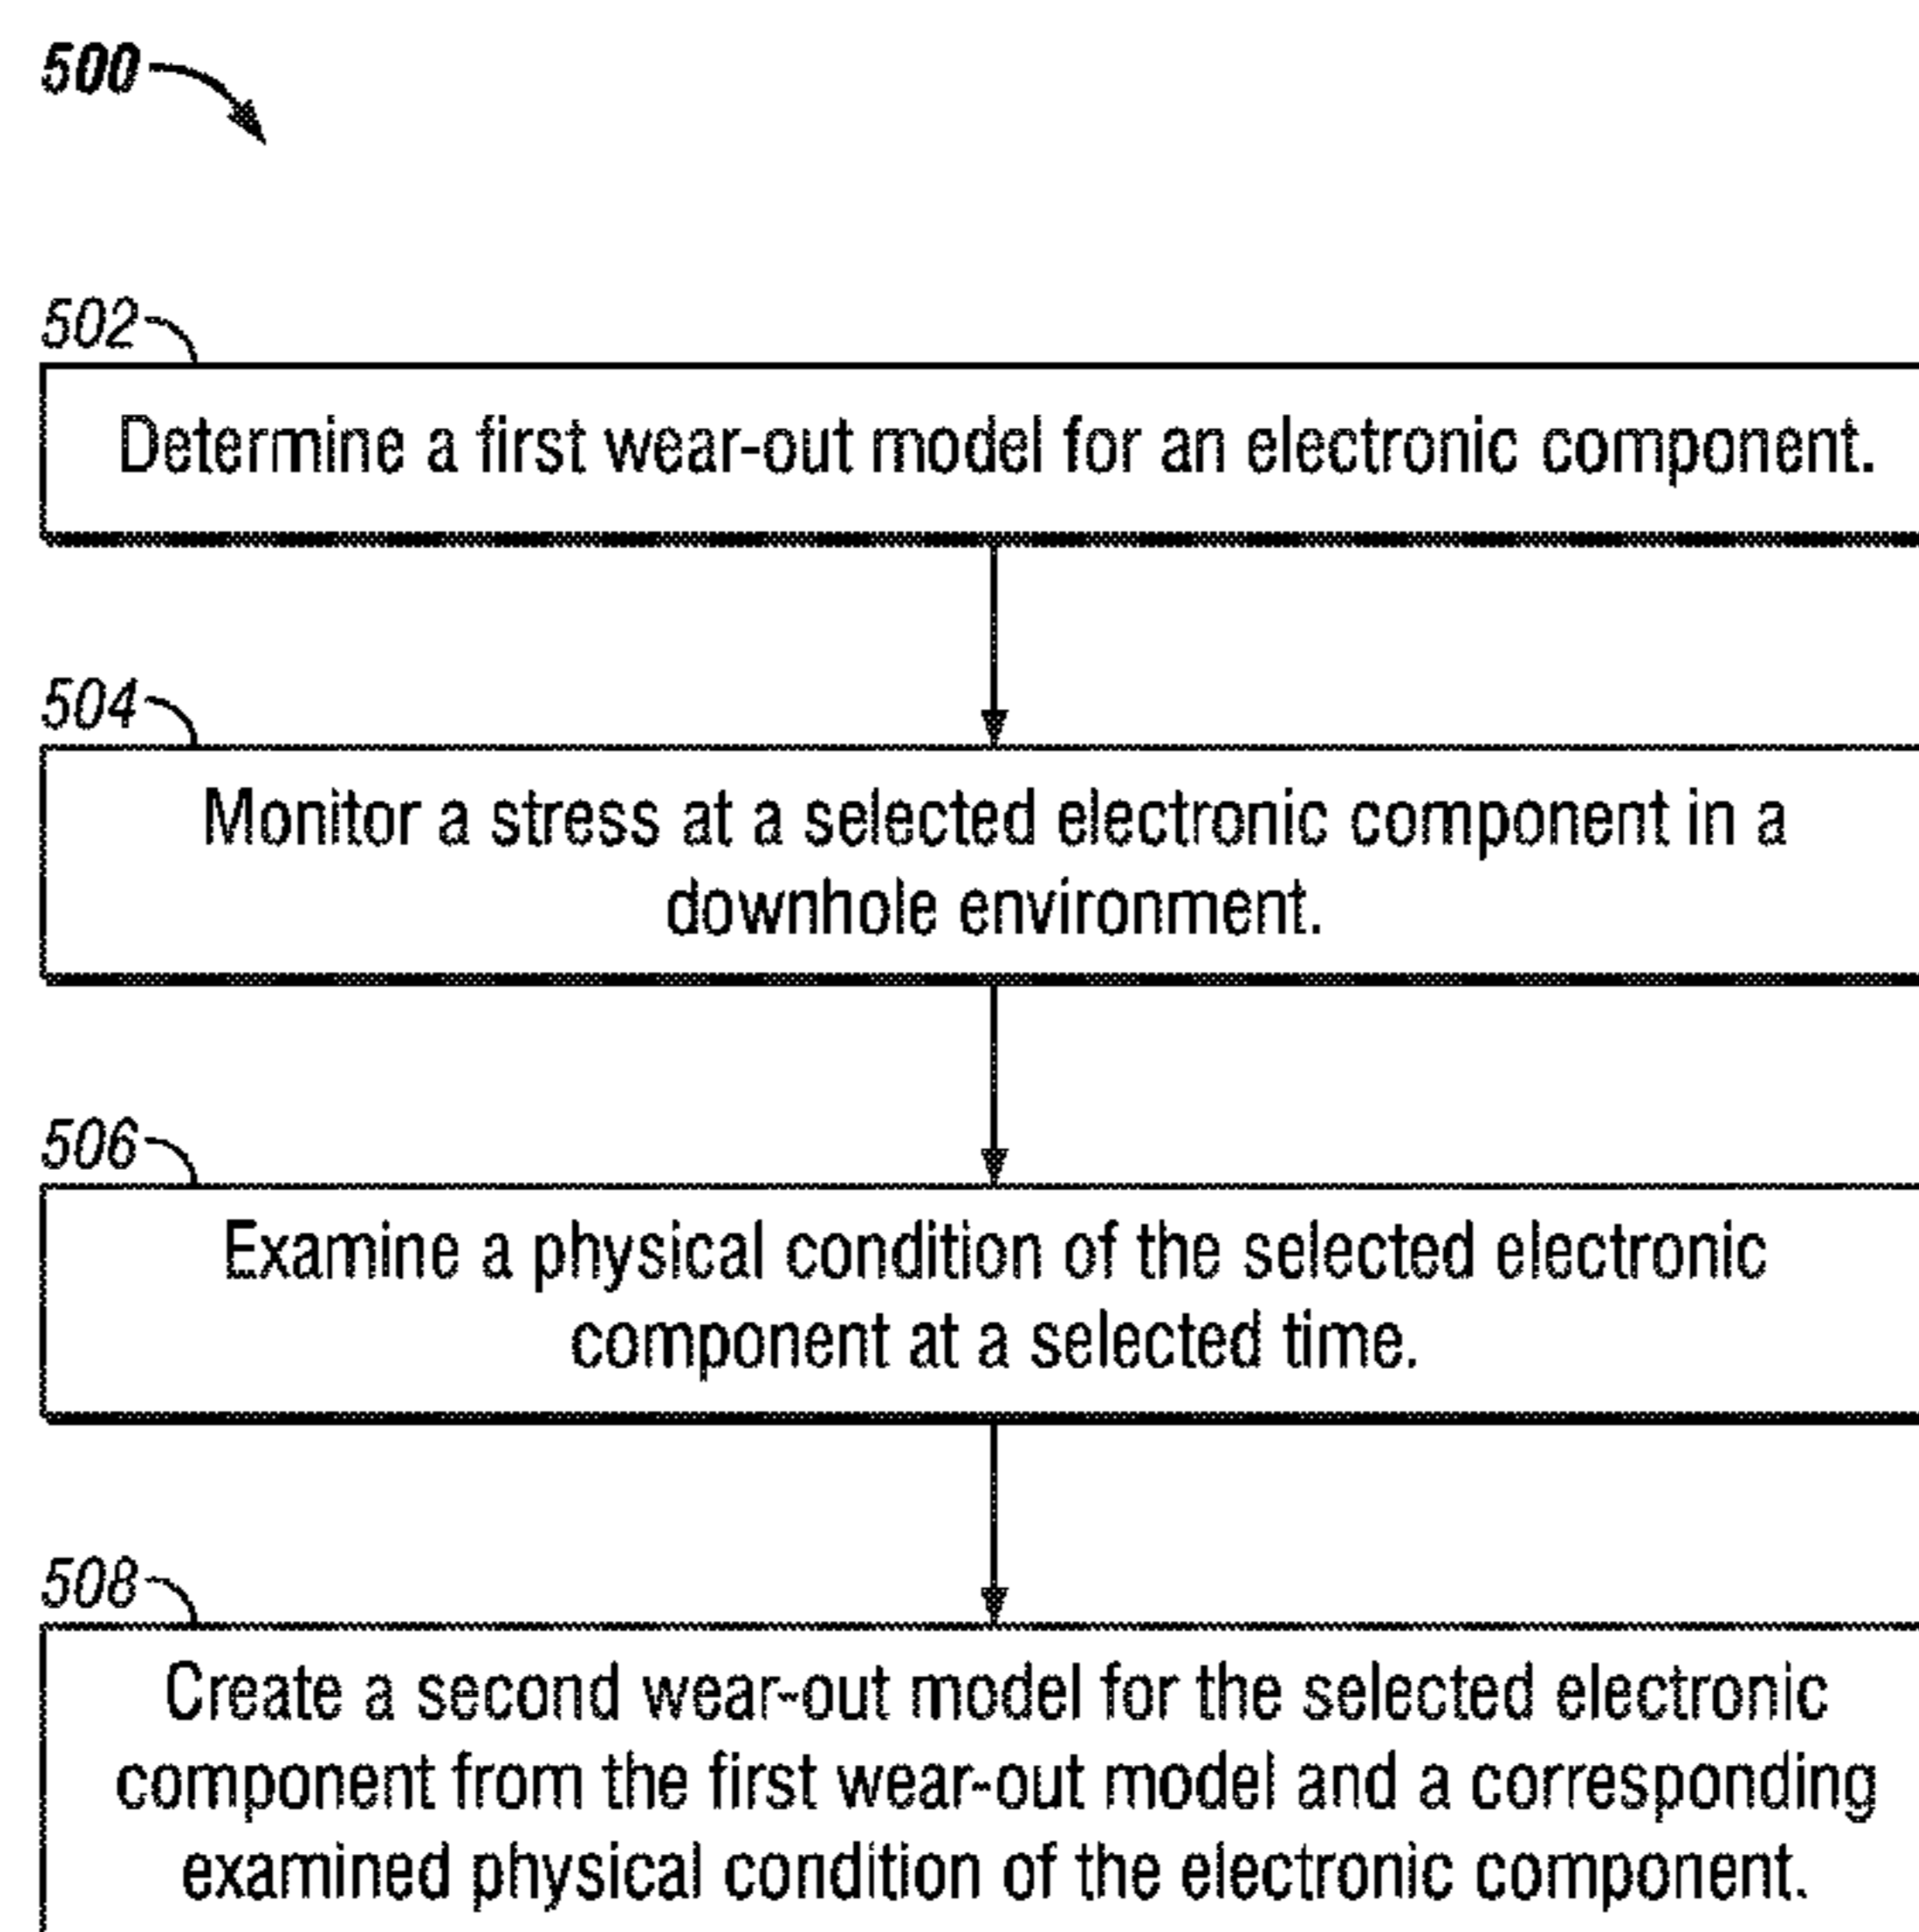 500
502
Determine a first wear-out model for an electronic component.
504
Monitor a stress at a selected electronic component in a
downhole environment.
506
Examine a physical condition of the selected electronic
component at a selected time.
508
Create a second wear-out model for the selected electronic
component from the first wear-out model and a corresponding
examined physical condition of the electronic component.